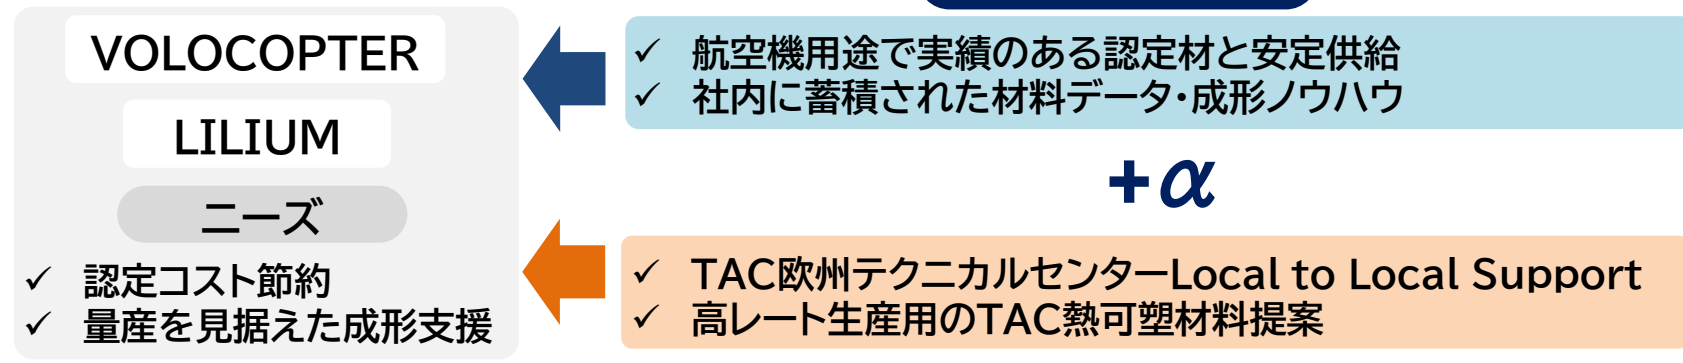 VOLOCOPTER
LILIUM
ニーズ
✓ 認定コスト節約
✓ 量産を見据えた成形支援
✓ 航空機用途で実績のある認定材と安定供給
✓ 社内に蓄積された材料データ・成形ノウハウ
+α
✓ TAC欧州テクニカルセンターLocal to Local Support
✓ 高レート生産用のTAC熱可塑材料提案